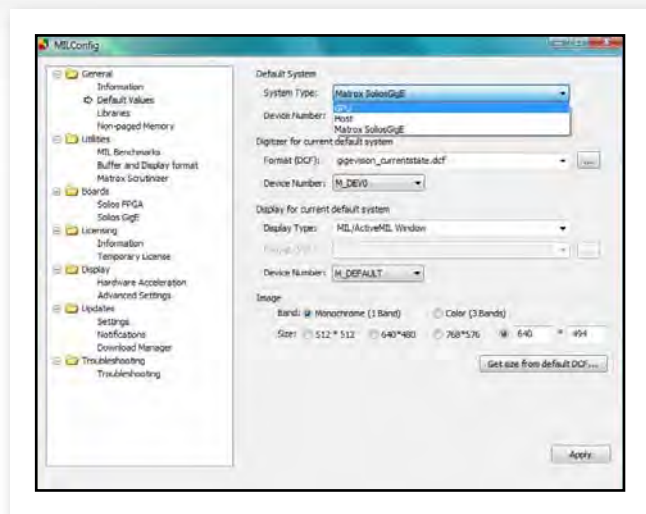 MILConfig
General
Information
Default Values
Libraries
Non-paged Memory
Utilities
MIL Benchmarks
Buffer and Display format
Matrox Scrutinizer
Boards
Solios FPGA
Solios GigE
Licensing
Information
Temporary License
Display
Hardware Acceleration
Advanced Settings
Updates
Settings
Notifications
Download Manager
Troubleshooting
Troubleshooting
Default System
System Type: Matrox SoliosGigE
GPU
Device Number: Host
Matrox SoliosGigE
Digitizer for current default system
Format (DCF): gigevision_currentstate.dcf ...
Device Number: M_DEV0
Display for current default system
Display Type: MIL/ActiveMIL Window
Device Number: M_DEFAULT
Image
Band: Monochrome (1 Band) Color (3 Bands)
Size: 512 * 512 640*480 768*576 640 * 494
Get size from default DCF...
Apply